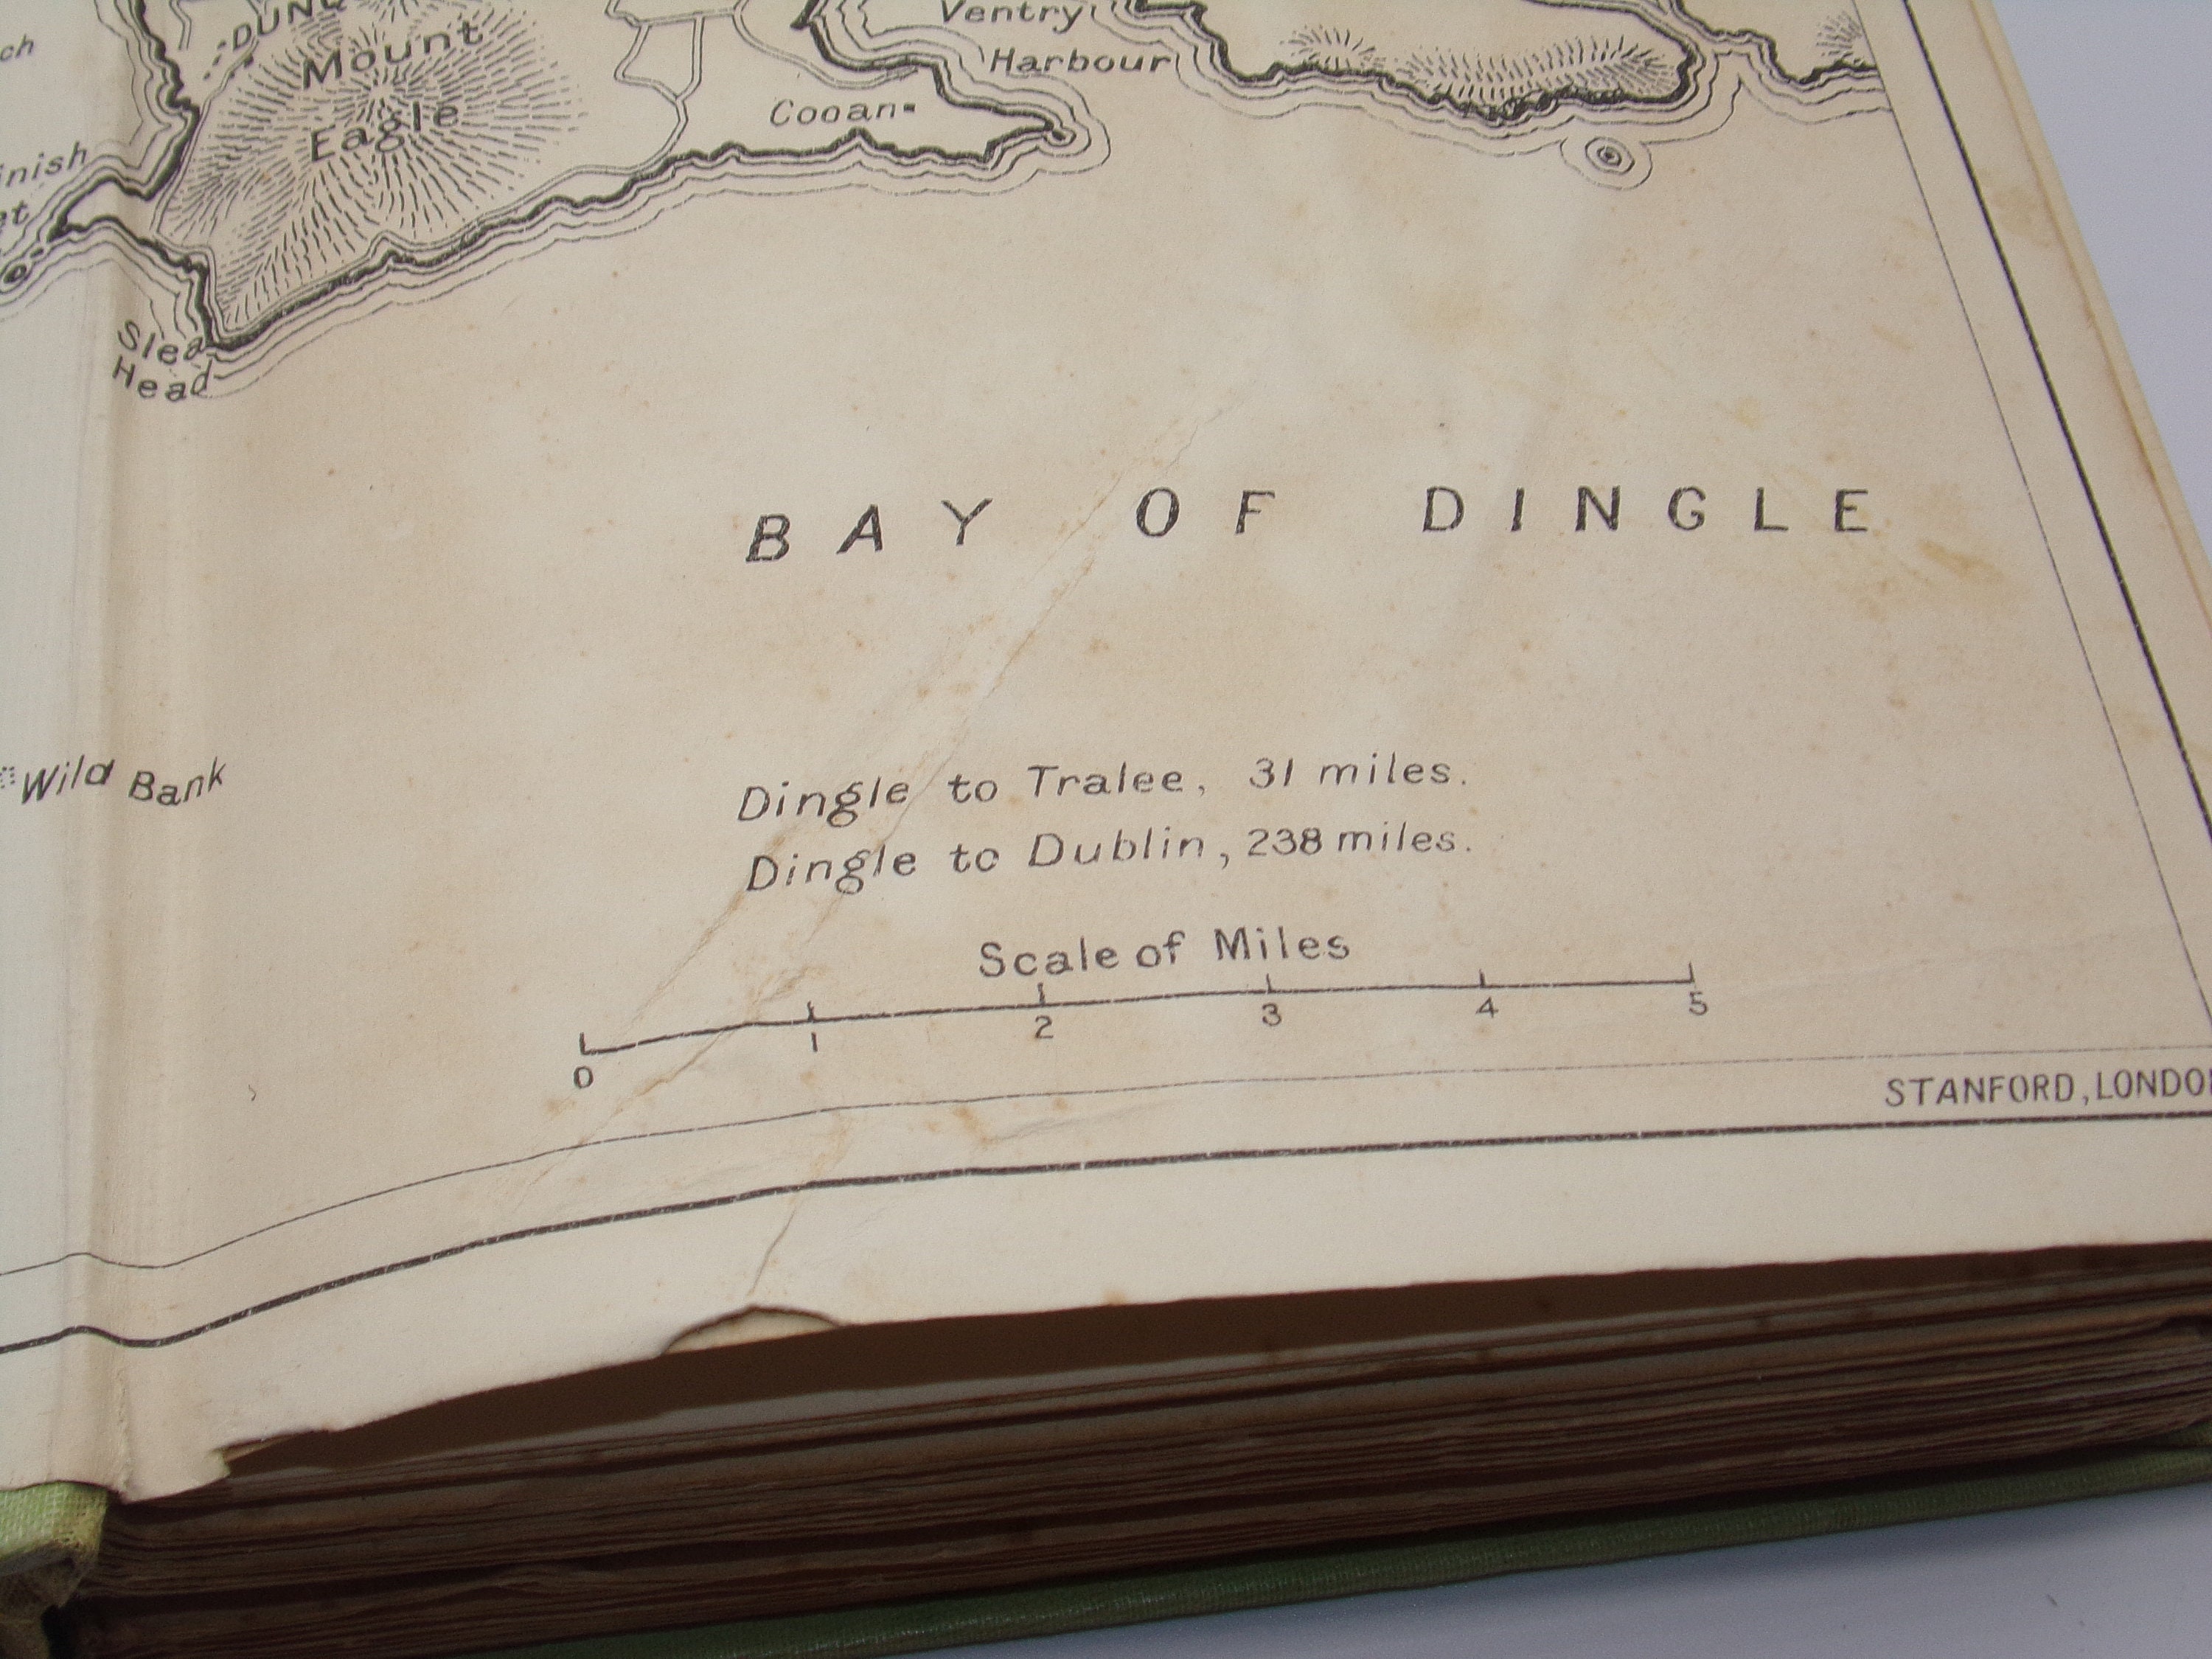 Ventry
Harbour
Mount
Eagle
Cooan
Slea
Head
BAY OF DINGLE
Wild Bank
Dingle to Tralee, 31 miles.
Dingle to Dublin, 238 miles.
Scale of Miles
0 1 2 3 4 5
STANFORD, LONDON